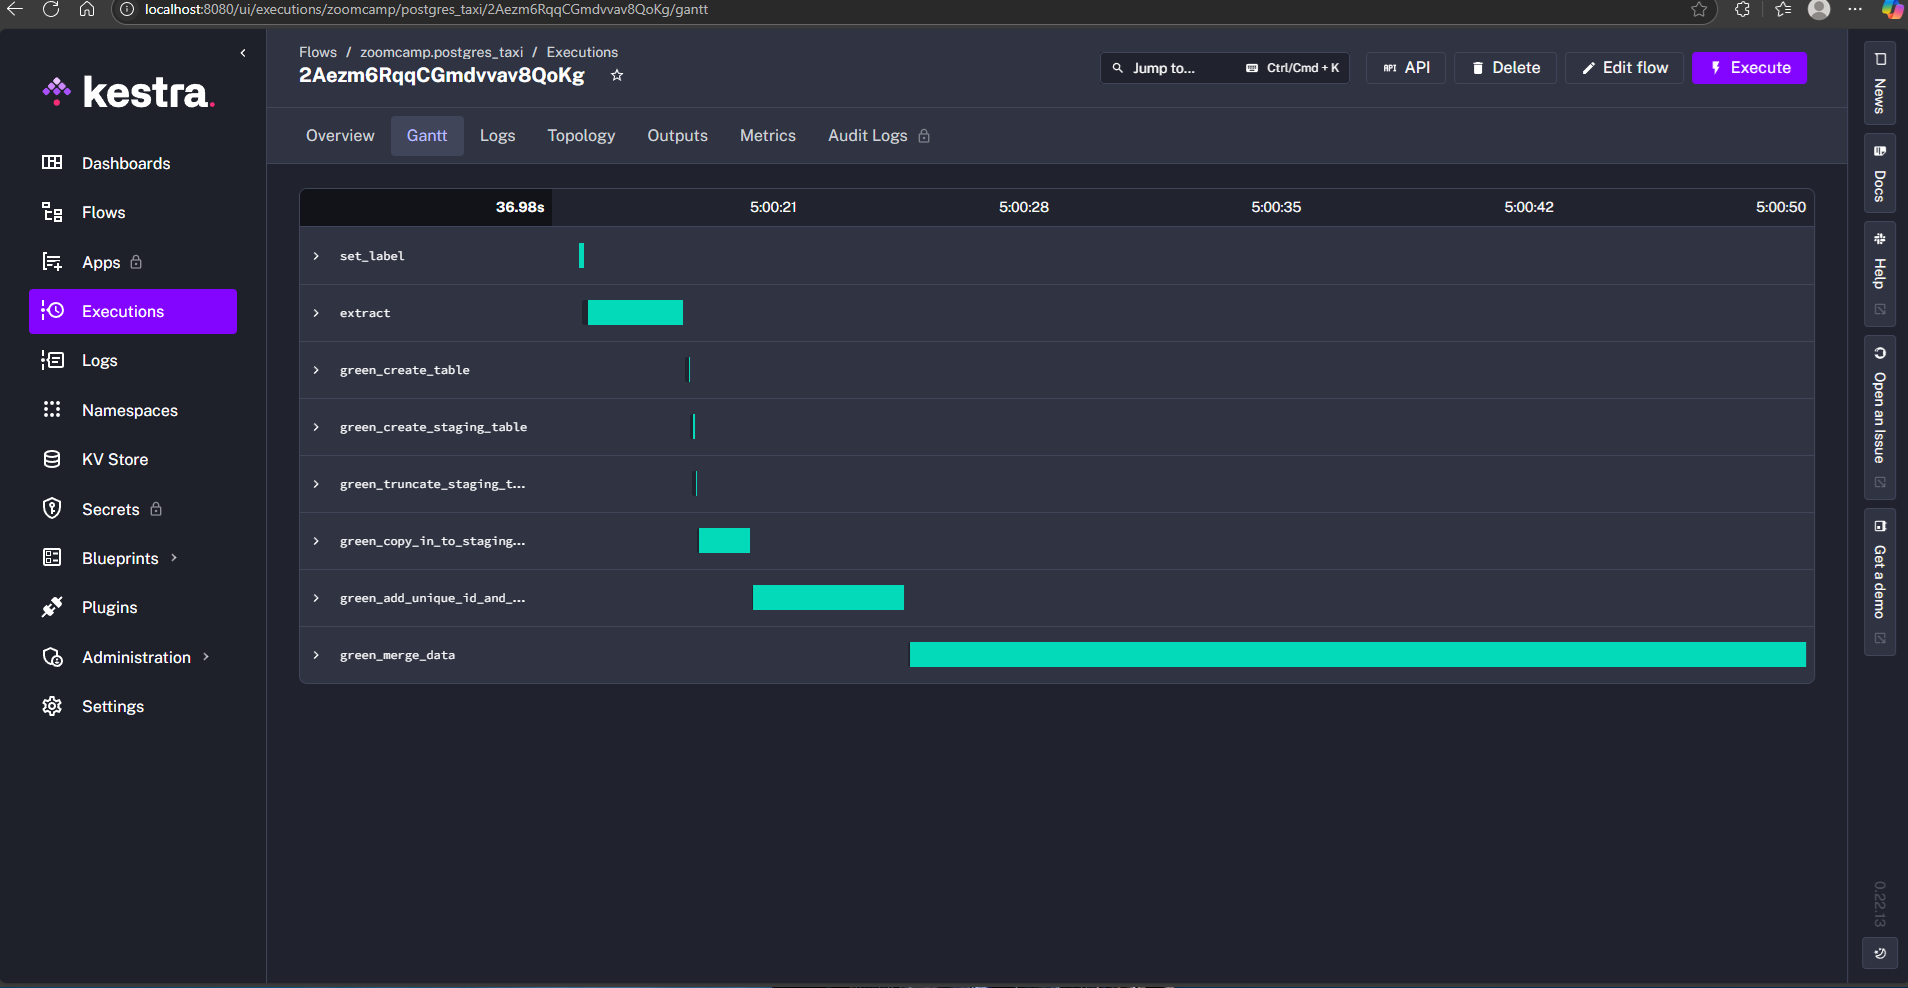 localhost:8080/ui/executions/zoomcamp/postgres_taxi/2Aezm6RqqCGmdvvav8QoKg/gantt
kestra.
Dashboards
Flows
Apps
Executions
Logs
Namespaces
KV Store
Secrets
Blueprints
Plugins
Administration
Settings
Flows / zoomcamp.postgres_taxi / Executions
2Aezm6RqqCGmdvvav8QoKg
Jump to... Ctrl/Cmd + K
API API
Delete
Edit flow
Execute
Overview Gantt Logs Topology Outputs Metrics Audit Logs
36.98s 5:00:21 5:00:28 5:00:35 5:00:42 5:00:50
set_label
extract
green_create_table
green_create_staging_table
green_truncate_staging_t...
green_copy_in_to_staging...
green_add_unique_id_and_...
green_merge_data
News
Docs
Help
Open an Issue
Get a demo
0.22.13